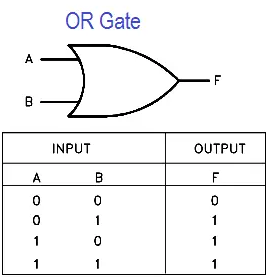 OR Gate
A
F
B
INPUT OUTPUT
A B F
0 0 0
0 1 1
1 0 1
1 1 1